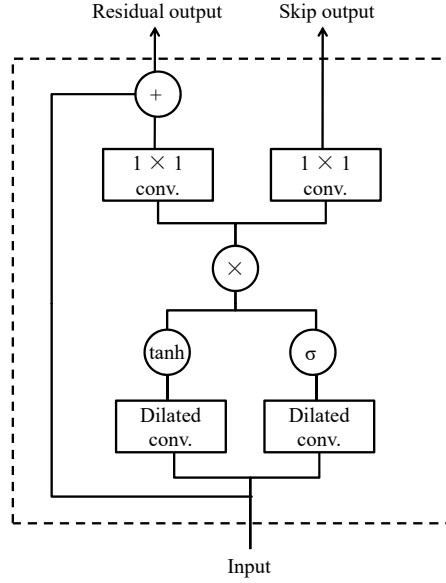 Residual output
Skip output
+
1 × 1
conv.
1 × 1
conv.
×
tanh
σ
Dilated
conv.
Dilated
conv.
Input